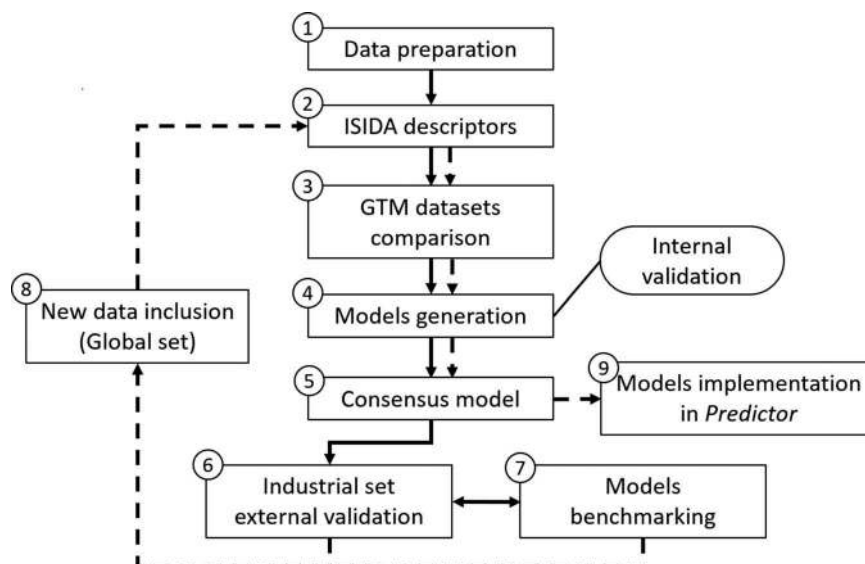 1
Data preparation
2
ISIDA descriptors
3
GTM datasets
comparison
Internal
validation
4
Models generation
8
New data inclusion
(Global set)
5
Consensus model
9
Models implementation
in Predictor
6
Industrial set
external validation
7
Models
benchmarking